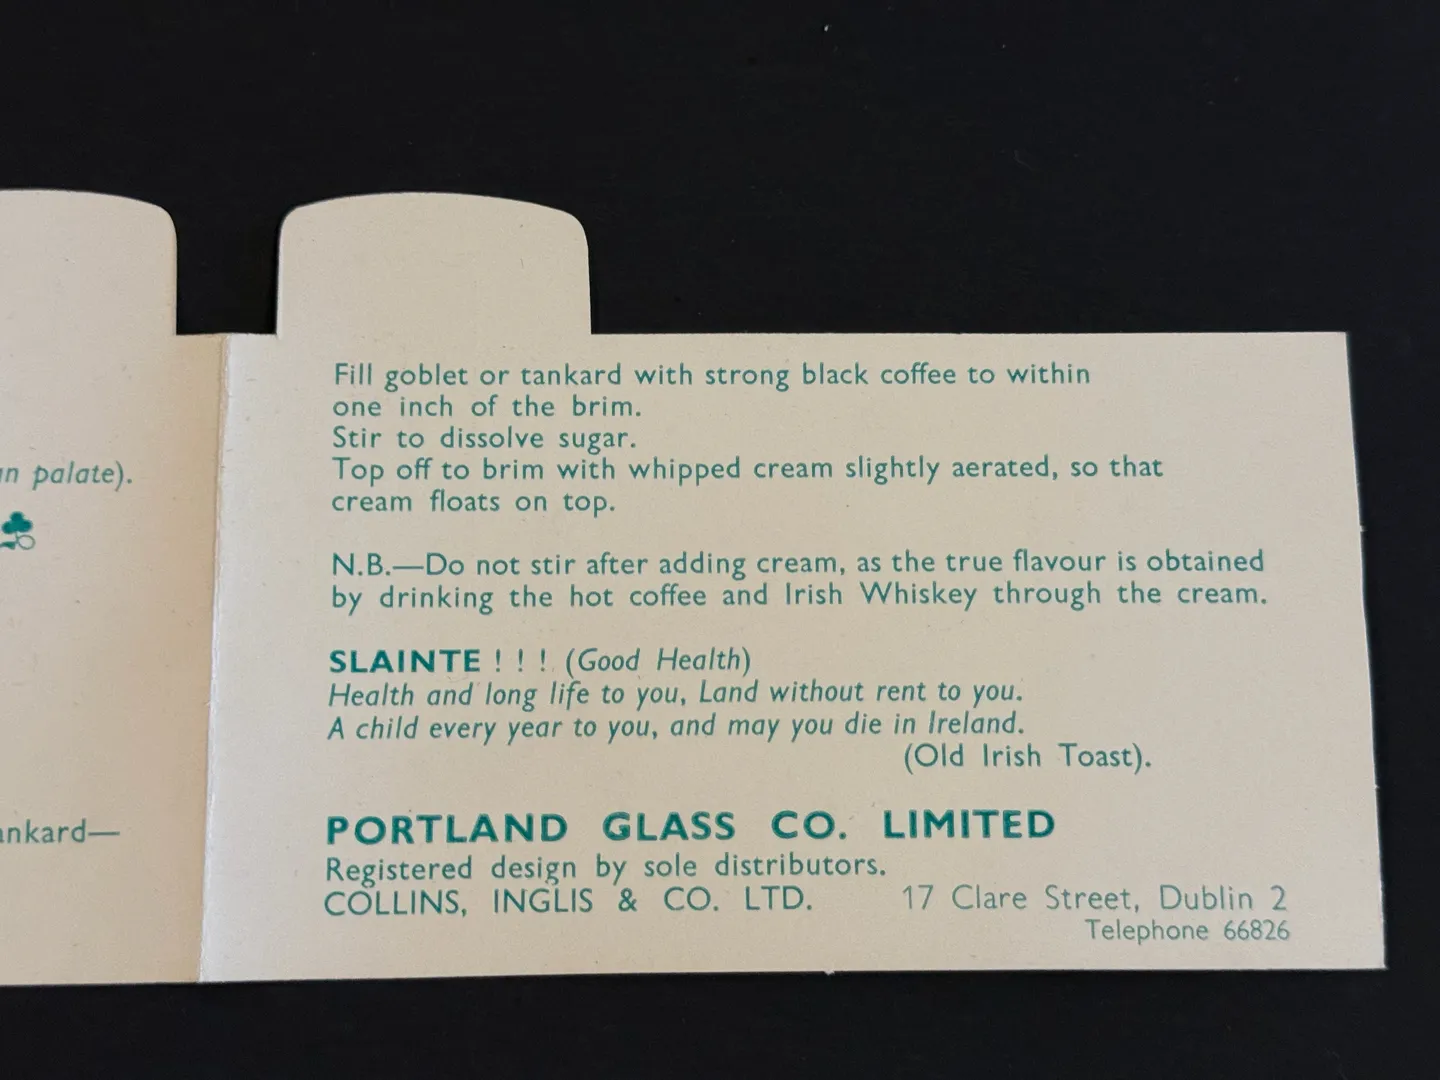 palate).
Fill goblet or tankard with strong black coffee to within
one inch of the brim.
Stir to dissolve sugar.
Top off to brim with whipped cream slightly aerated, so that
cream floats on top.
N.B.—Do not stir after adding cream, as the true flavour is obtained
by drinking the hot coffee and Irish Whiskey through the cream.
SLAINTE ! ! ! (Good Health)
Health and long life to you, Land without rent to you.
A child every year to you, and may you die in Ireland.
(Old Irish Toast).
PORTLAND GLASS CO. LIMITED
Registered design by sole distributors.
COLLINS, INGLIS & CO. LTD. 17 Clare Street, Dublin 2
Telephone 66826